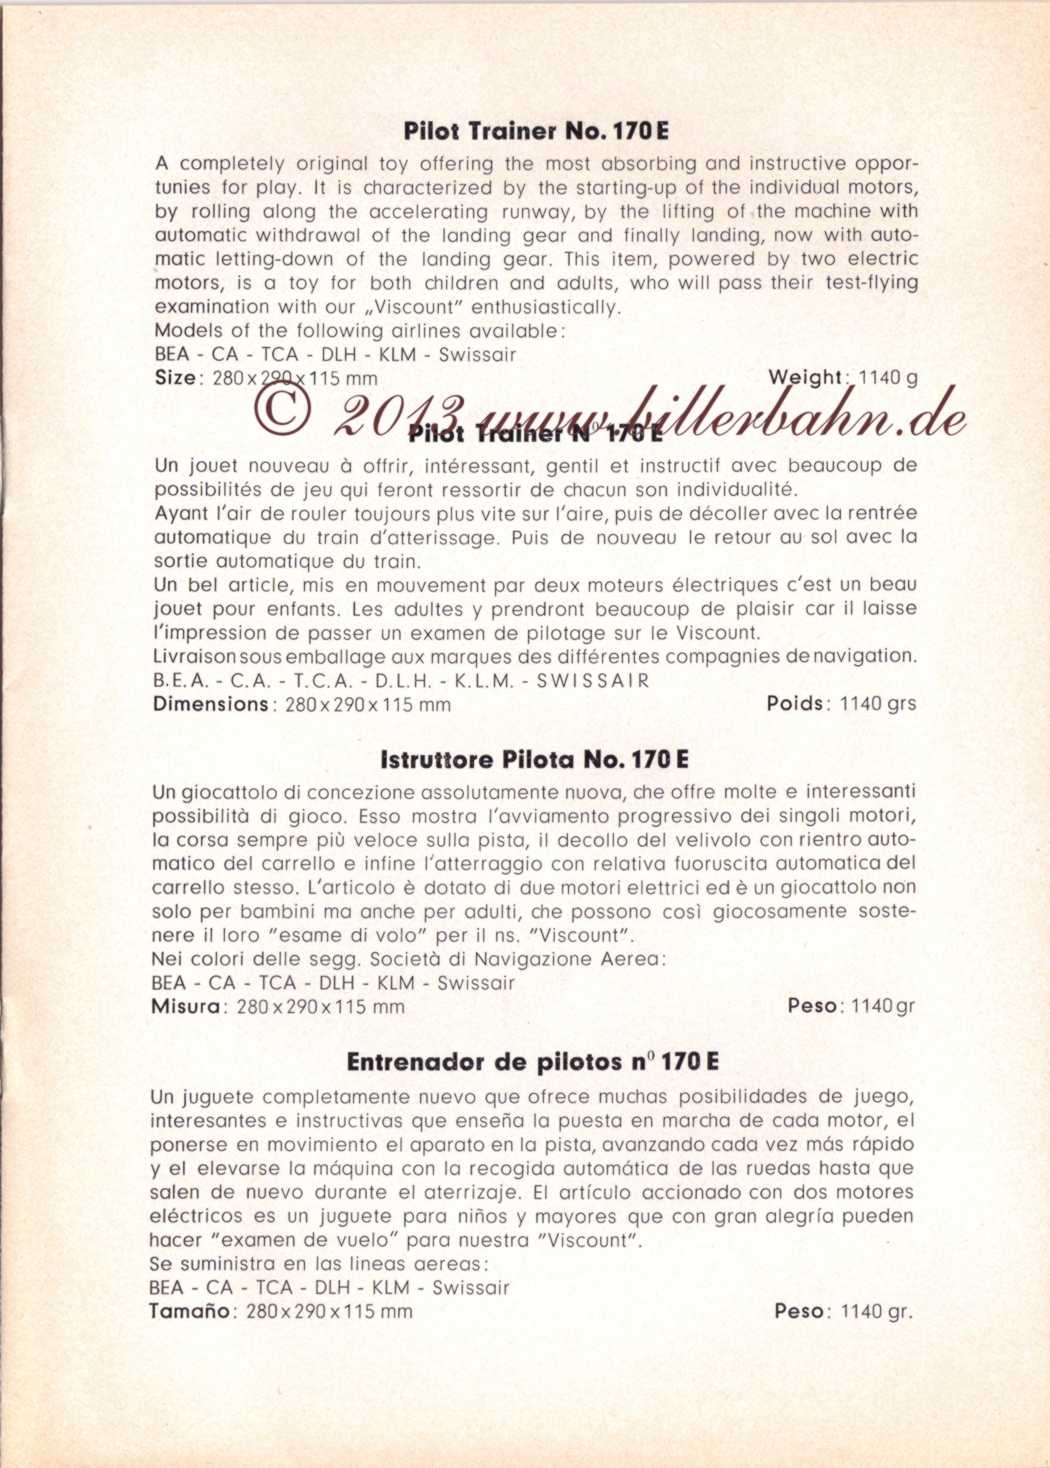 Pilot Trainer No. 170 E
A completely original toy offering the most absorbing and instructive oppor-
tunies for play. It is characterized by the starting-up of the individual motors,
by rolling along the accelerating runway, by the lifting of the machine with
automatic withdrawal of the landing gear and finally landing, now with auto-
matic letting-down of the landing gear. This item, powered by two electric
motors, is a toy for both children and adults, who will pass their test-flying
examination with our „Viscount" enthusiastically.
Models of the following airlines available:
BEA - CA - TCA - DLH - KLM - Swissair
Size: 280 x 290 x 115 mm Weight: 1140 g
© 2013 www.billerbahn.de
Pilot Trainer N⁰ 170 E
Un jouet nouveau à offrir, intéressant, gentil et instructif avec beaucoup de
possibilités de jeu qui feront ressortir de chacun son individualité.
Ayant l'air de rouler toujours plus vite sur l'aire, puis de décoller avec la rentrée
automatique du train d'atterissage. Puis de nouveau le retour au sol avec la
sortie automatique du train.
Un bel article, mis en mouvement par deux moteurs électriques c'est un beau
jouet pour enfants. Les adultes y prendront beaucoup de plaisir car il laisse
l'impression de passer un examen de pilotage sur le Viscount.
Livraison sous emballage aux marques des différentes compagnies de navigation.
B.E.A. - C.A. - T.C.A. - D.L.H. - K.L.M. - SWISSAIR
Dimensions: 280 x 290 x 115 mm Poids: 1140 grs
Istruttore Pilota No. 170 E
Un giocattolo di concezione assolutamente nuova, che offre molte e interessanti
possibilità di gioco. Esso mostra l'avviamento progressivo dei singoli motori,
la corsa sempre più veloce sulla pista, il decollo del velivolo con rientro auto-
matico del carrello e infine l'atterraggio con relativa fuoruscita automatica del
carrello stesso. L'articolo è dotato di due motori elettrici ed è un giocattolo non
solo per bambini ma anche per adulti, che possono così giocosamente soste-
nere il loro "esame di volo" per il ns. "Viscount".
Nei colori delle segg. Società di Navigazione Aerea:
BEA - CA - TCA - DLH - KLM - Swissair
Misura: 280 x 290 x 115 mm Peso: 1140 gr
Entrenador de pilotos n⁰ 170 E
Un juguete completamente nuevo que ofrece muchas posibilidades de juego,
interesantes e instructivas que enseña la puesta en marcha de cada motor, el
ponerse en movimiento el aparato en la pista, avanzando cada vez más rápido
y el elevarse la máquina con la recogida automática de las ruedas hasta que
salen de nuevo durante el aterrizaje. El artículo accionado con dos motores
eléctricos es un juguete para niños y mayores que con gran alegría pueden
hacer "examen de vuelo" para nuestra "Viscount".
Se suministra en las lineas aereas:
BEA - CA - TCA - DLH - KLM - Swissair
Tamaño: 280 x 290 x 115 mm Peso: 1140 gr.